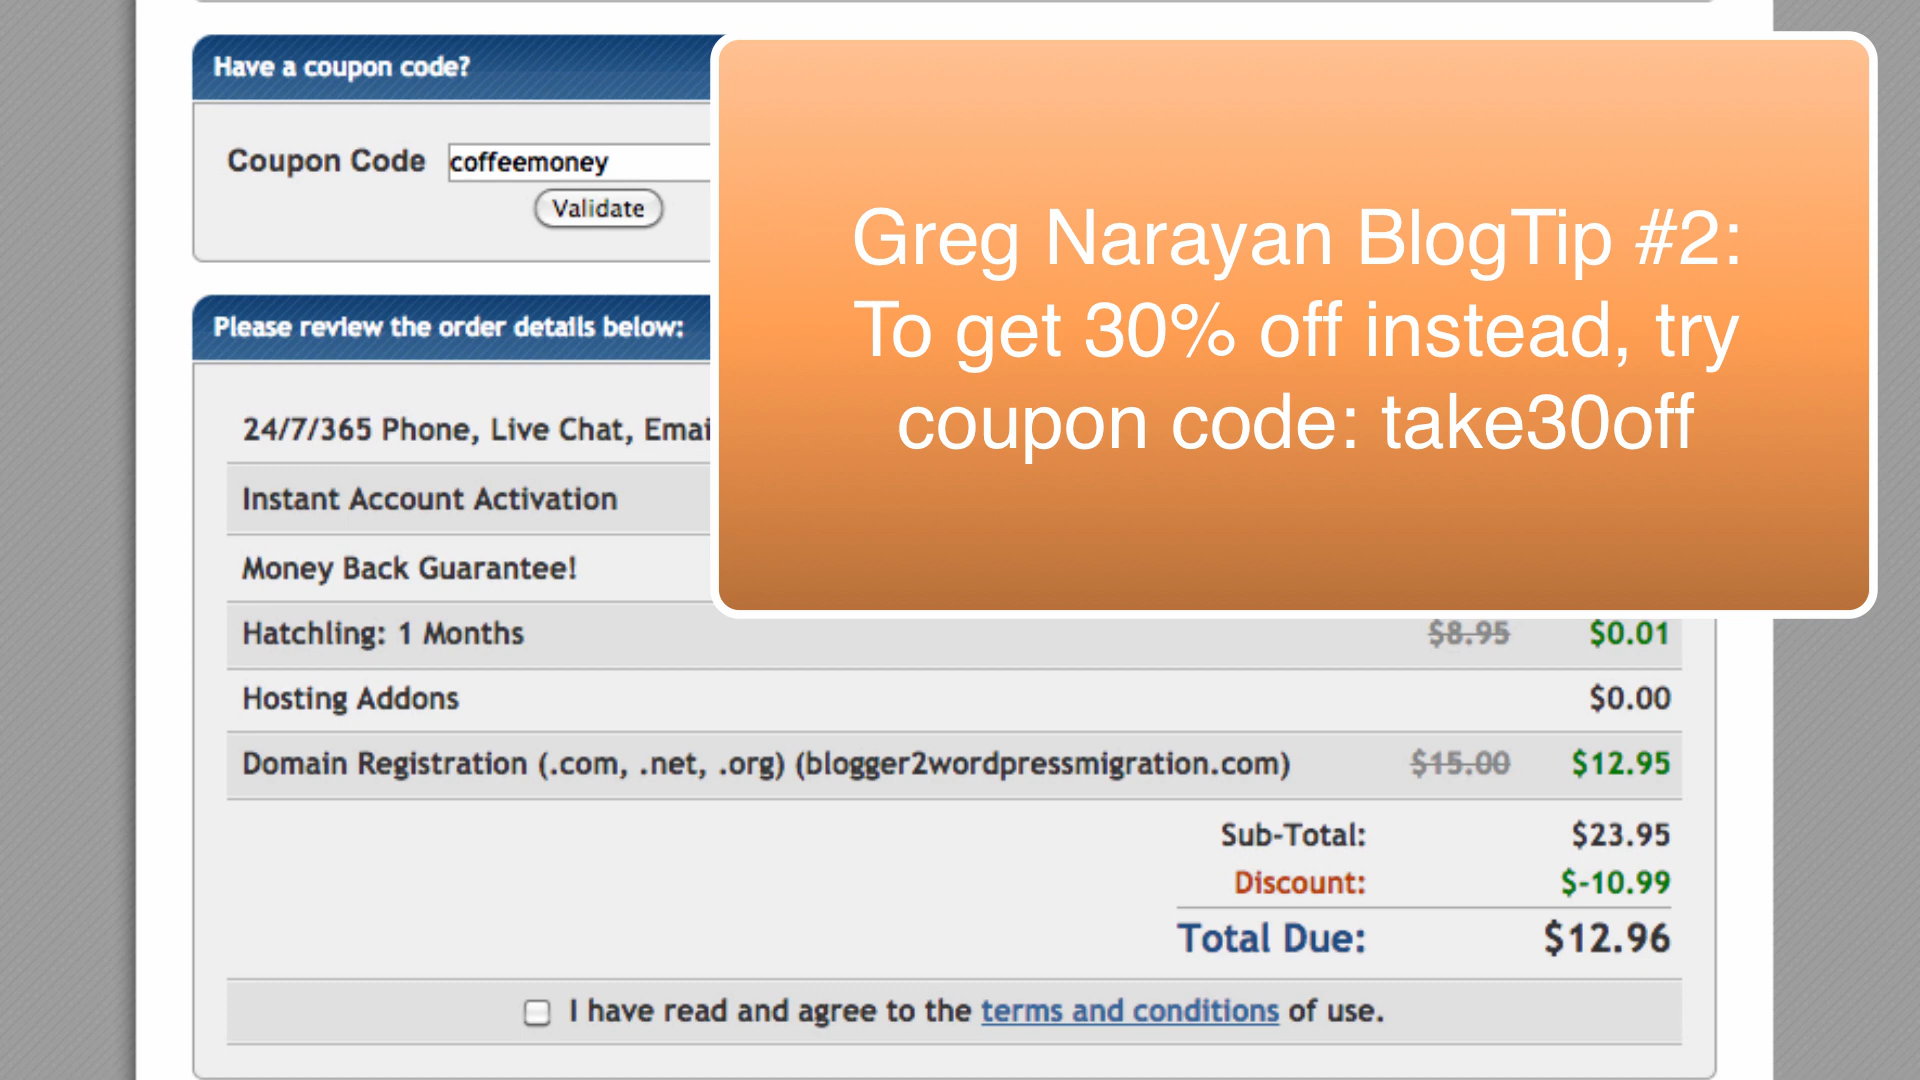 Have a coupon code?
Coupon Code coffeemoney
Validate
Greg Narayan BlogTip #2:
To get 30% off instead, try
coupon code: take30off
Please review the order details below:
24/7/365 Phone, Live Chat,
Instant Account Activation
Money Back Guarantee!
Hatchling: 1 Months $8.95 $0.01
Hosting Addons $0.00
Domain Registration (.com, .net, .org) (blogger2wordpressmigration.com) $15.00 $12.95
Sub-Total: $23.95
Discount: $-10.99
Total Due: $12.96
I have read and agree to the terms and conditions of use.